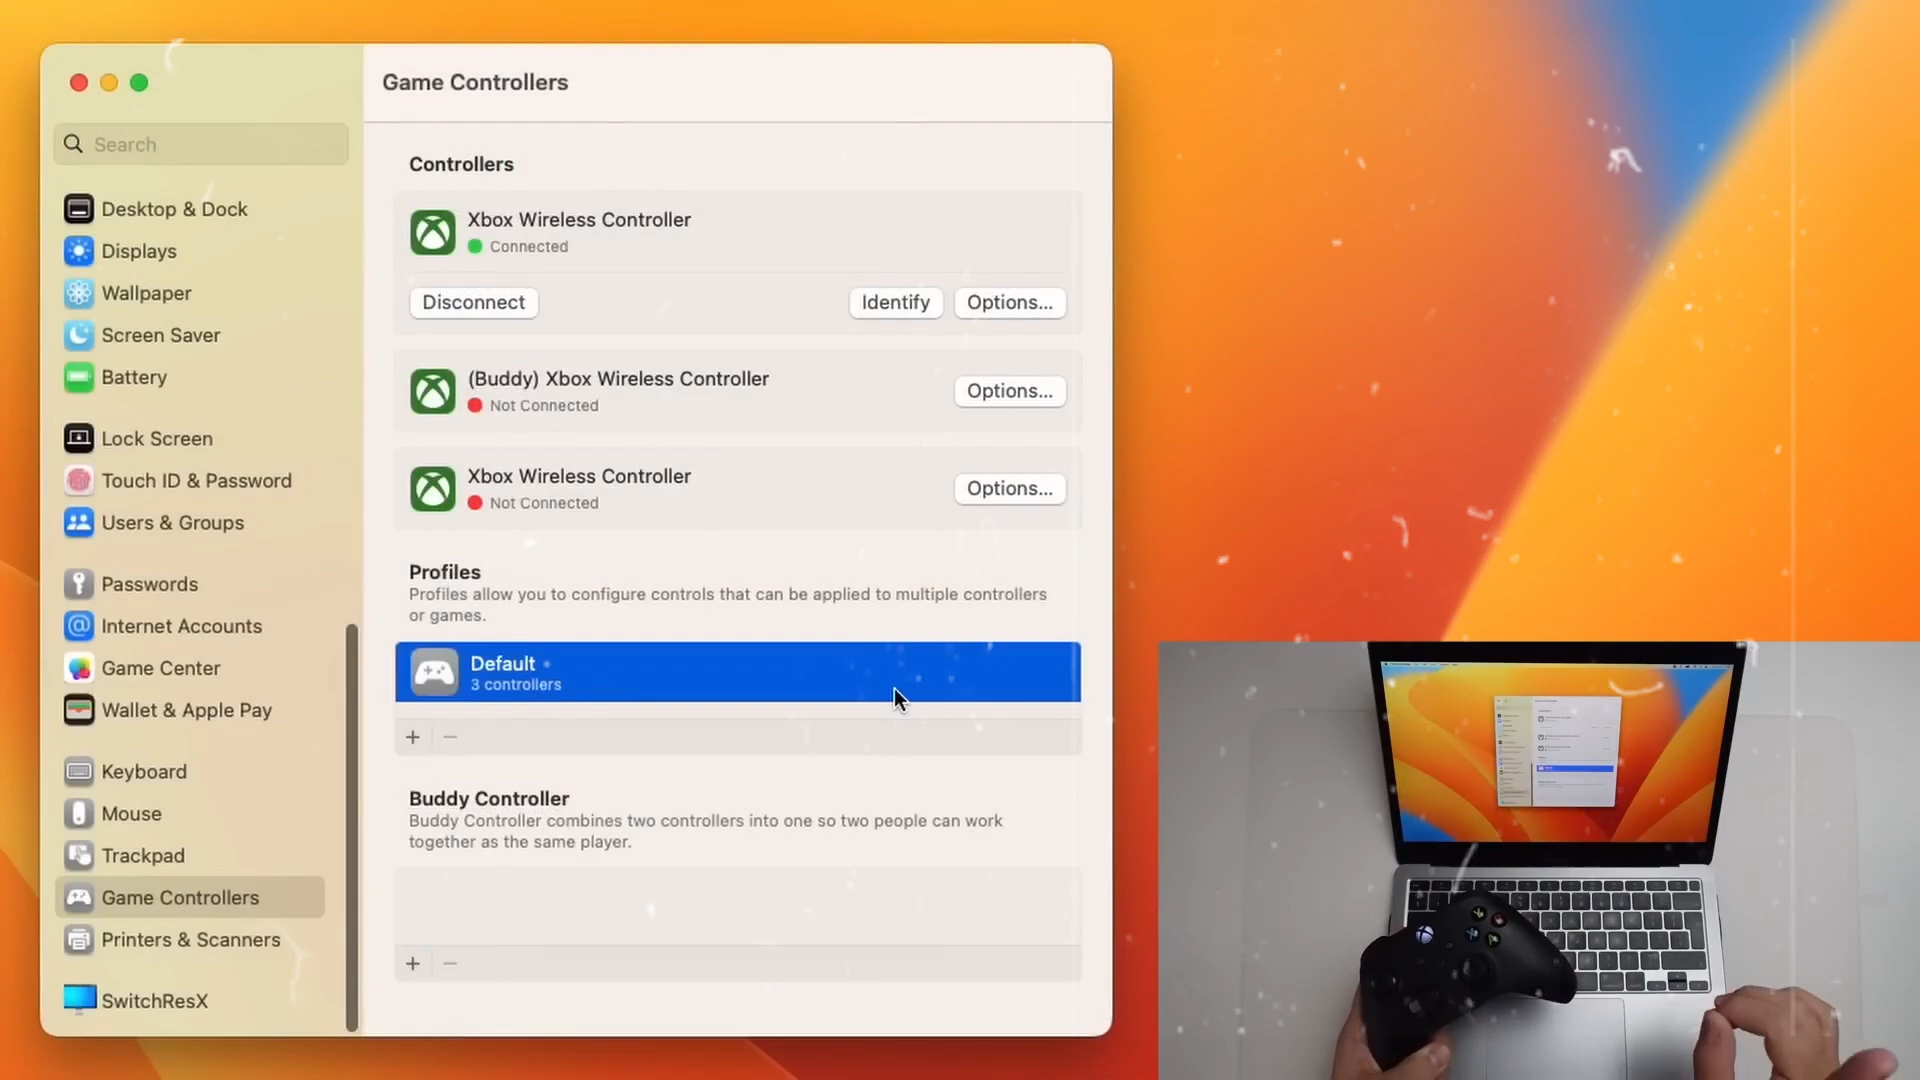 Game Controllers
Search
Desktop & Dock
Displays
Wallpaper
Screen Saver
Battery
Lock Screen
Touch ID & Password
Users & Groups
Passwords
Internet Accounts
Game Center
Wallet & Apple Pay
Keyboard
Mouse
Trackpad
Game Controllers
Printers & Scanners
SwitchResX
Controllers
Xbox Wireless Controller
Connected
Disconnect
Identify
Options...
(Buddy) Xbox Wireless Controller
Not Connected
Options...
Xbox Wireless Controller
Not Connected
Options...
Profiles
Profiles allow you to configure controls that can be applied to multiple controllers
or games.
Default
3 controllers
Buddy Controller
Buddy Controller combines two controllers into one so two people can work
together as the same player.